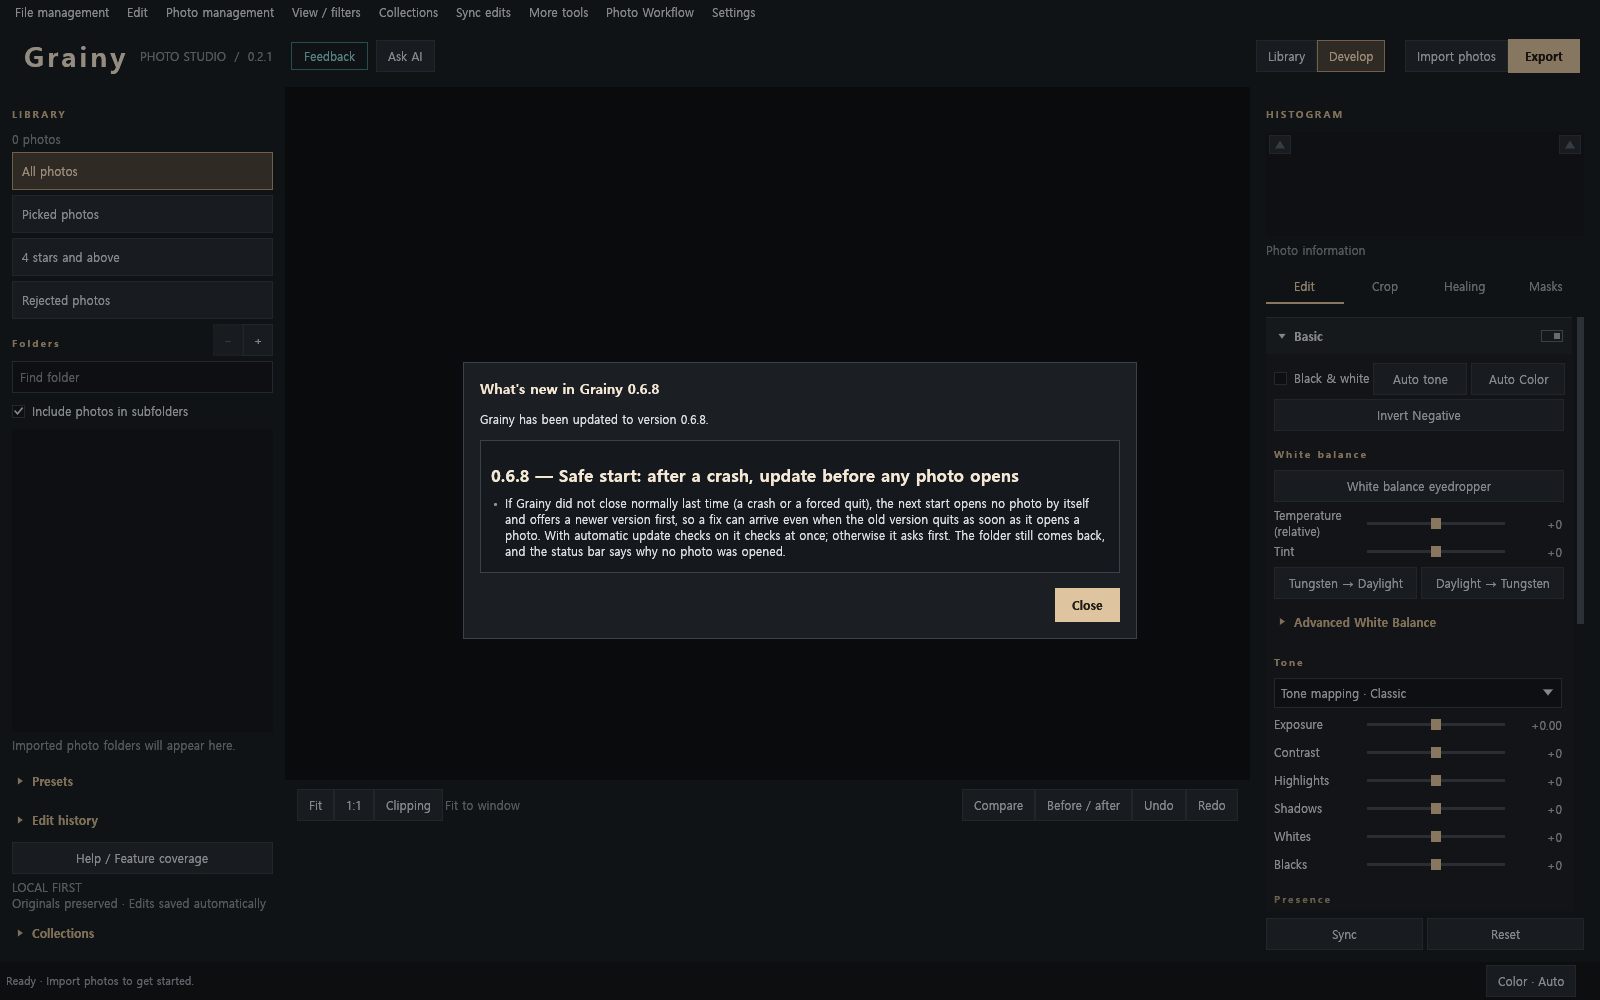 File management Edit Photo management View / filters Collections Sync edits More tools Photo Workflow Settings
Grainy PHOTO STUDIO / 0.2.1 Feedback Ask AI Library Develop Import photos Export
LIBRARY
0 photos
All photos
Picked photos
4 stars and above
Rejected photos
Folders − +
Find folder
Include photos in subfolders
Imported photo folders will appear here.
Presets
Edit history
Help / Feature coverage
LOCAL FIRST
Originals preserved · Edits saved automatically
Collections
What's new in Grainy 0.6.8
Grainy has been updated to version 0.6.8.
0.6.8 — Safe start: after a crash, update before any photo opens
• If Grainy did not close normally last time (a crash or a forced quit), the next start opens no photo by itself
and offers a newer version first, so a fix can arrive even when the old version quits as soon as it opens a
photo. With automatic update checks on it checks at once; otherwise it asks first. The folder still comes back,
and the status bar says why no photo was opened.
Close
Fit 1:1 Clipping Fit to window Compare Before / after Undo Redo
HISTOGRAM
Photo information
Edit Crop Healing Masks
Basic
Black & white Auto tone Auto Color
Invert Negative
White balance
White balance eyedropper
Temperature
(relative) +0
Tint +0
Tungsten → Daylight Daylight → Tungsten
Advanced White Balance
Tone
Tone mapping · Classic
Exposure +0.00
Contrast +0
Highlights +0
Shadows +0
Whites +0
Blacks +0
Presence
Sync Reset
Ready · Import photos to get started. Color · Auto